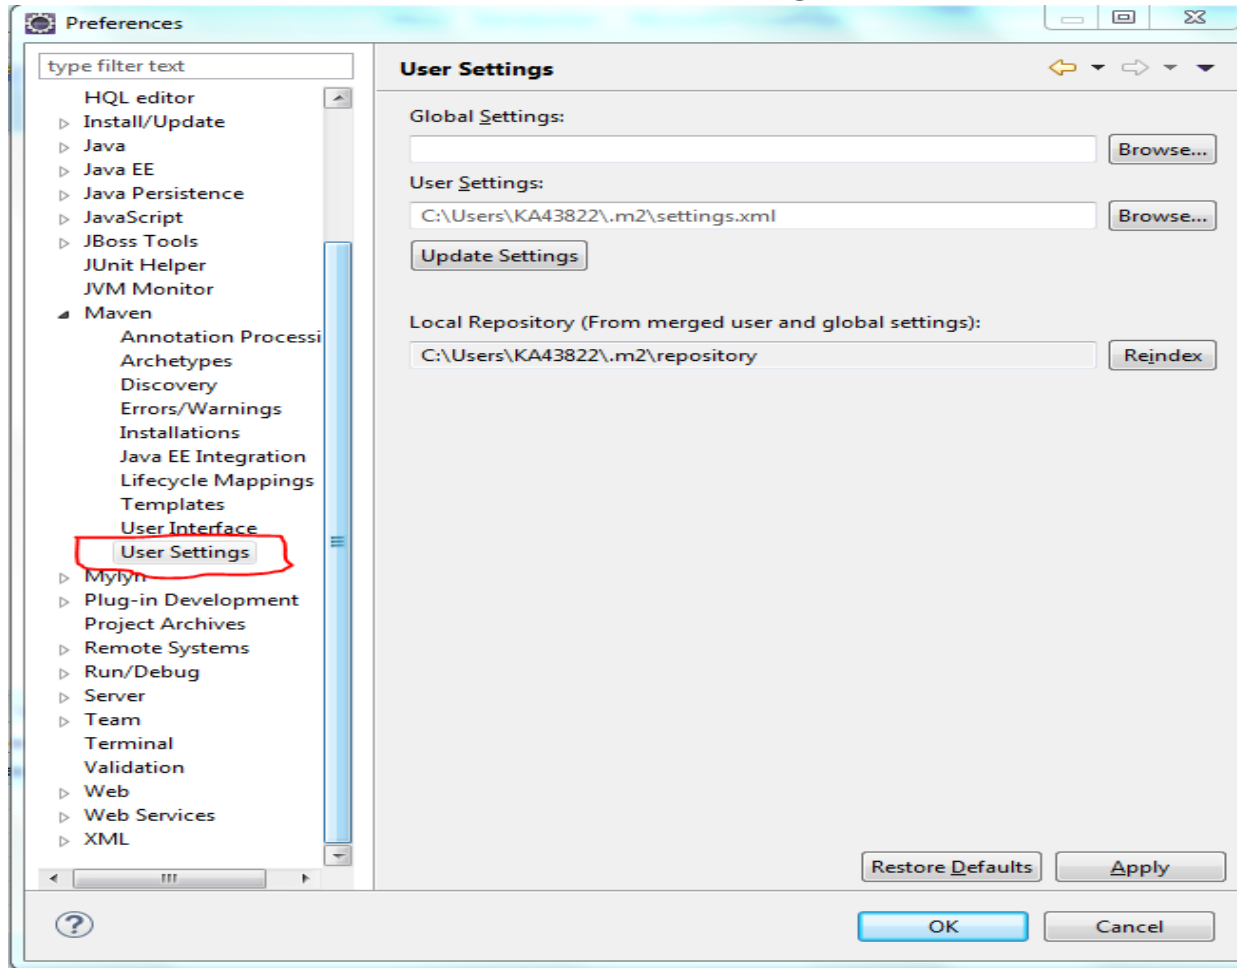 Preferences
type filter text
HQL editor
Install/Update
Java
Java EE
Java Persistence
JavaScript
JBoss Tools
JUnit Helper
JVM Monitor
Maven
Annotation Processi
Archetypes
Discovery
Errors/Warnings
Installations
Java EE Integration
Lifecycle Mappings
Templates
User Interface
User Settings
Mylyn
Plug-in Development
Project Archives
Remote Systems
Run/Debug
Server
Team
Terminal
Validation
Web
Web Services
XML
User Settings
Global Settings:
Browse...
User Settings:
C:\Users\KA43822\.m2\settings.xml
Browse...
Update Settings
Local Repository (From merged user and global settings):
C:\Users\KA43822\.m2\repository
Reindex
Restore Defaults
Apply
OK
Cancel